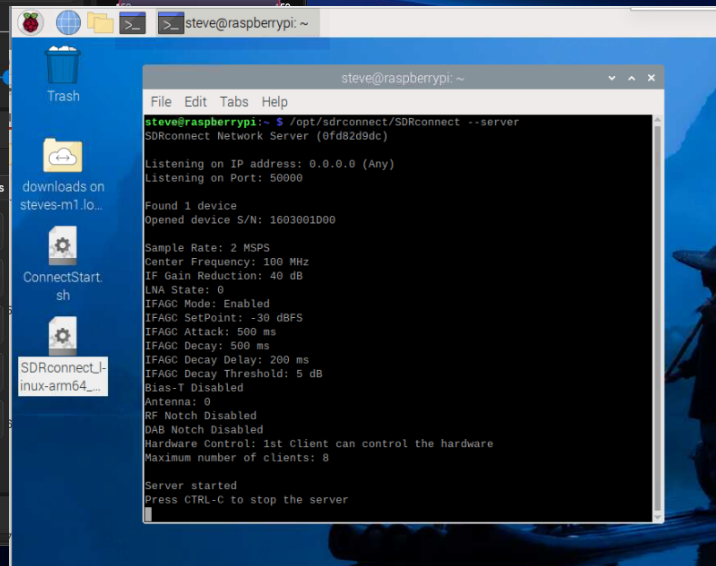 steve@raspberrypi: ~
Trash
downloads on
steves-m1.lo...
ConnectStart.
sh
SDRconnect_l-
inux-arm64_...
steve@raspberrypi: ~
File Edit Tabs Help
steve@raspberrypi:~ $ /opt/sdrconnect/SDRconnect --server
SDRconnect Network Server (0fd82d9dc)
Listening on IP address: 0.0.0.0 (Any)
Listening on Port: 50000
Found 1 device
Opened device S/N: 1603001D00
Sample Rate: 2 MSPS
Center Frequency: 100 MHz
IF Gain Reduction: 40 dB
LNA State: 0
IFAGC Mode: Enabled
IFAGC SetPoint: -30 dBFS
IFAGC Attack: 500 ms
IFAGC Decay: 500 ms
IFAGC Decay Delay: 200 ms
IFAGC Decay Threshold: 5 dB
Bias-T Disabled
Antenna: 0
RF Notch Disabled
DAB Notch Disabled
Hardware Control: 1st Client can control the hardware
Maximum number of clients: 8
Server started
Press CTRL-C to stop the server